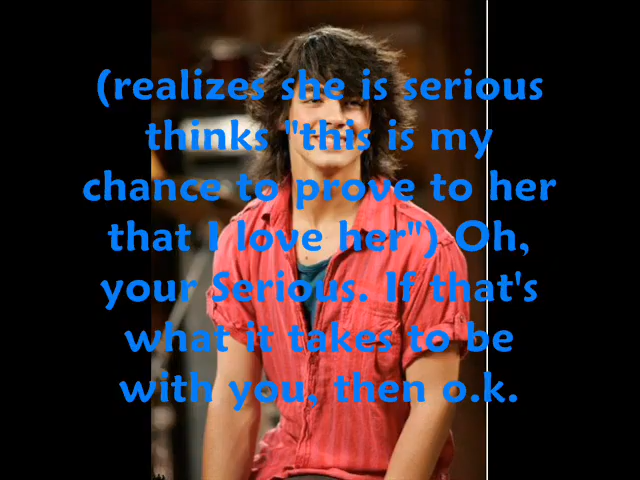 (realizes she is serious
thinks "this is my
chance to prove to her
that I love her") Oh,
your Serious. If that's
what it takes to be
with you, then o.k.